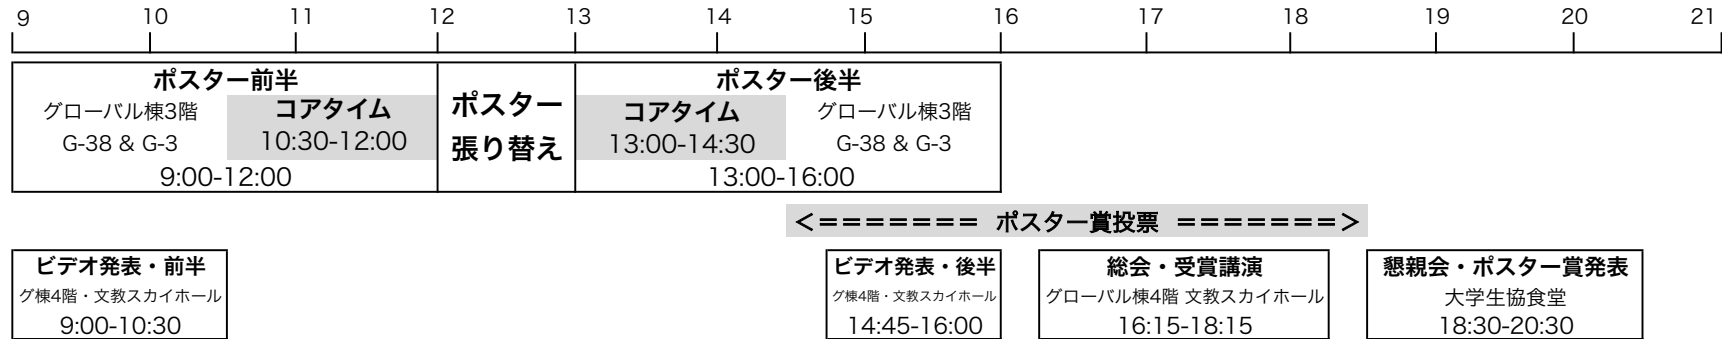 9 10 11 12 13 14 15 16 17 18 19 20 21
ポスター前半
グローバル棟3階
G-38 & G-3
コアタイム
10:30-12:00
9:00-12:00
ポスター
張り替え
ポスター後半
コアタイム
13:00-14:30
グローバル棟3階
G-38 & G-3
13:00-16:00
<======= ポスター賞投票 =======>
ビデオ発表・前半
グ棟4階・文教スカイホール
9:00-10:30
ビデオ発表・後半
グ棟4階・文教スカイホール
14:45-16:00
総会・受賞講演
グローバル棟4階 文教スカイホール
16:15-18:15
懇親会・ポスター賞発表
大学生協食堂
18:30-20:30